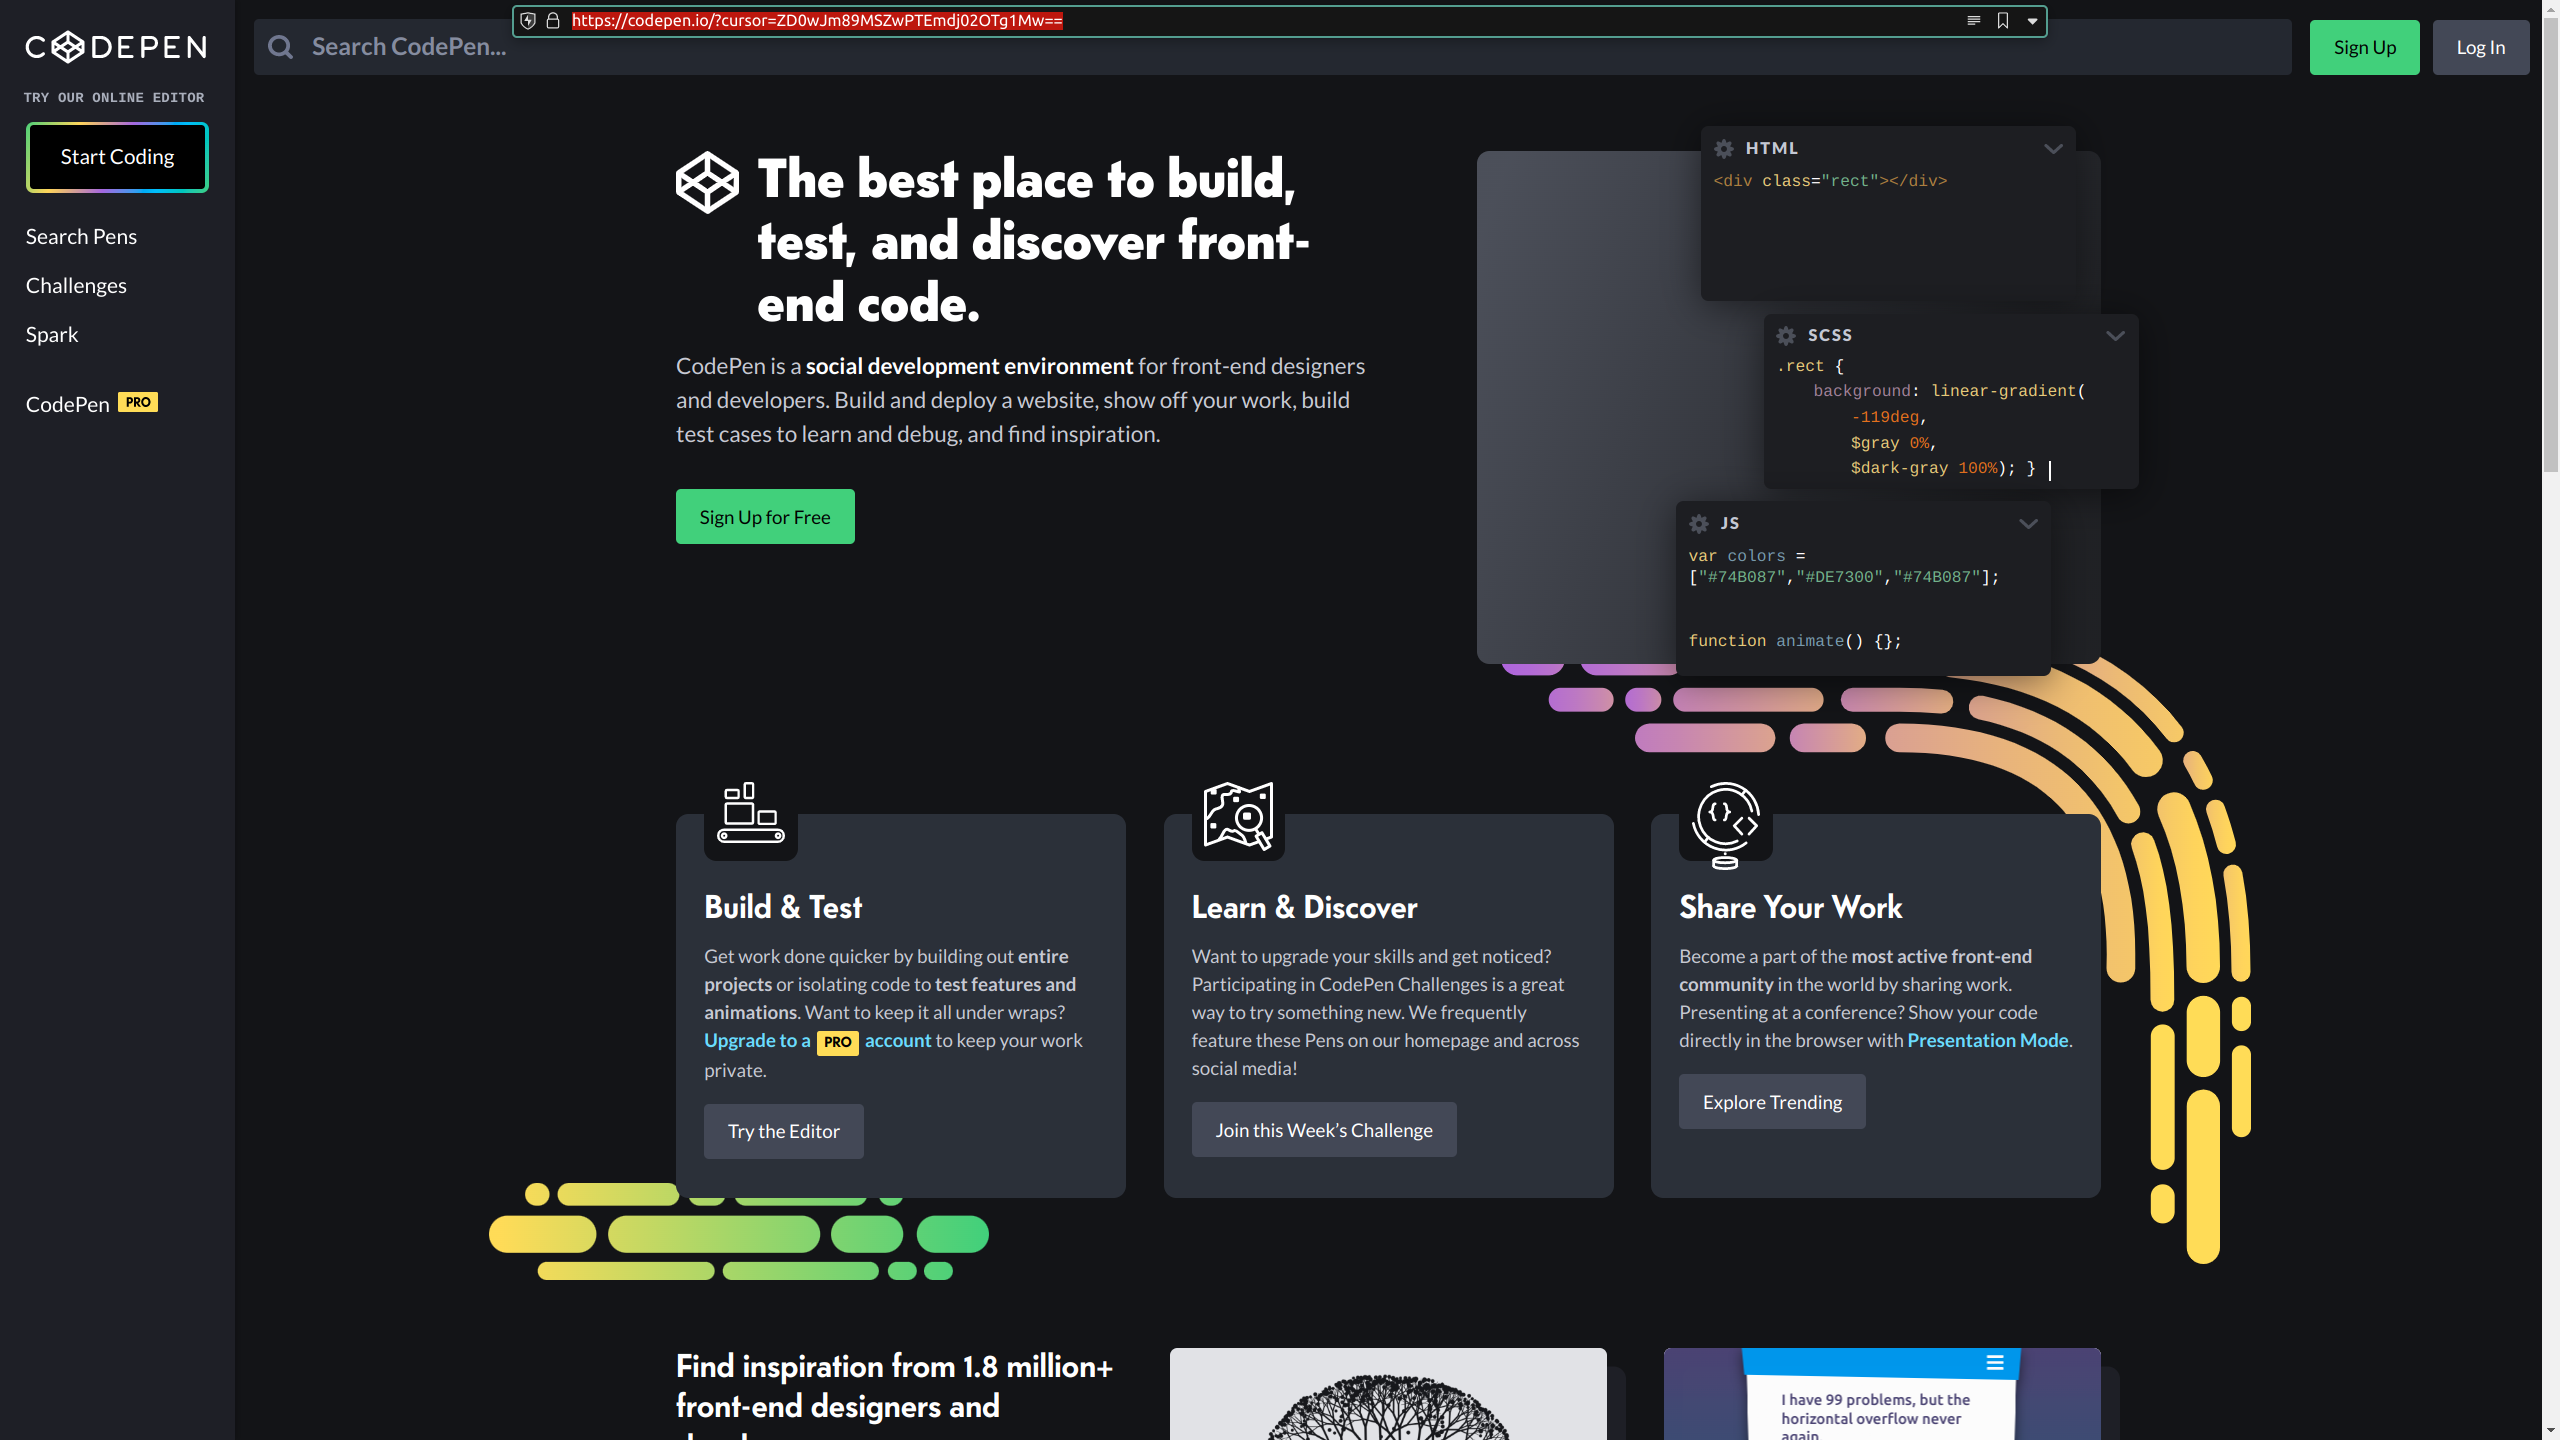 https://codepen.io/?cursor=ZD0wJm89MSZwPTEmdj02OTg1Mw==
CODEPEN
Search CodePen...
Sign Up
Log In
TRY OUR ONLINE EDITOR
Start Coding
Search Pens
Challenges
Spark
CodePen PRO
The best place to build,
test, and discover front-
end code.
CodePen is a social development environment for front-end designers
and developers. Build and deploy a website, show off your work, build
test cases to learn and debug, and find inspiration.
Sign Up for Free
HTML
<div class="rect"></div>
SCSS
.rect {
background: linear-gradient(
-119deg,
$gray 0%,
$dark-gray 100%); }
JS
var colors =
["#74B087","#DE7300","#74B087"];
function animate() {};
Build & Test
Get work done quicker by building out entire
projects or isolating code to test features and
animations. Want to keep it all under wraps?
Upgrade to a PRO account to keep your work
private.
Try the Editor
Learn & Discover
Want to upgrade your skills and get noticed?
Participating in CodePen Challenges is a great
way to try something new. We frequently
feature these Pens on our homepage and across
social media!
Join this Week's Challenge
Share Your Work
Become a part of the most active front-end
community in the world by sharing work.
Presenting at a conference? Show your code
directly in the browser with Presentation Mode.
Explore Trending
Find inspiration from 1.8 million+
front-end designers and
I have 99 problems, but the
horizontal overflow never
again